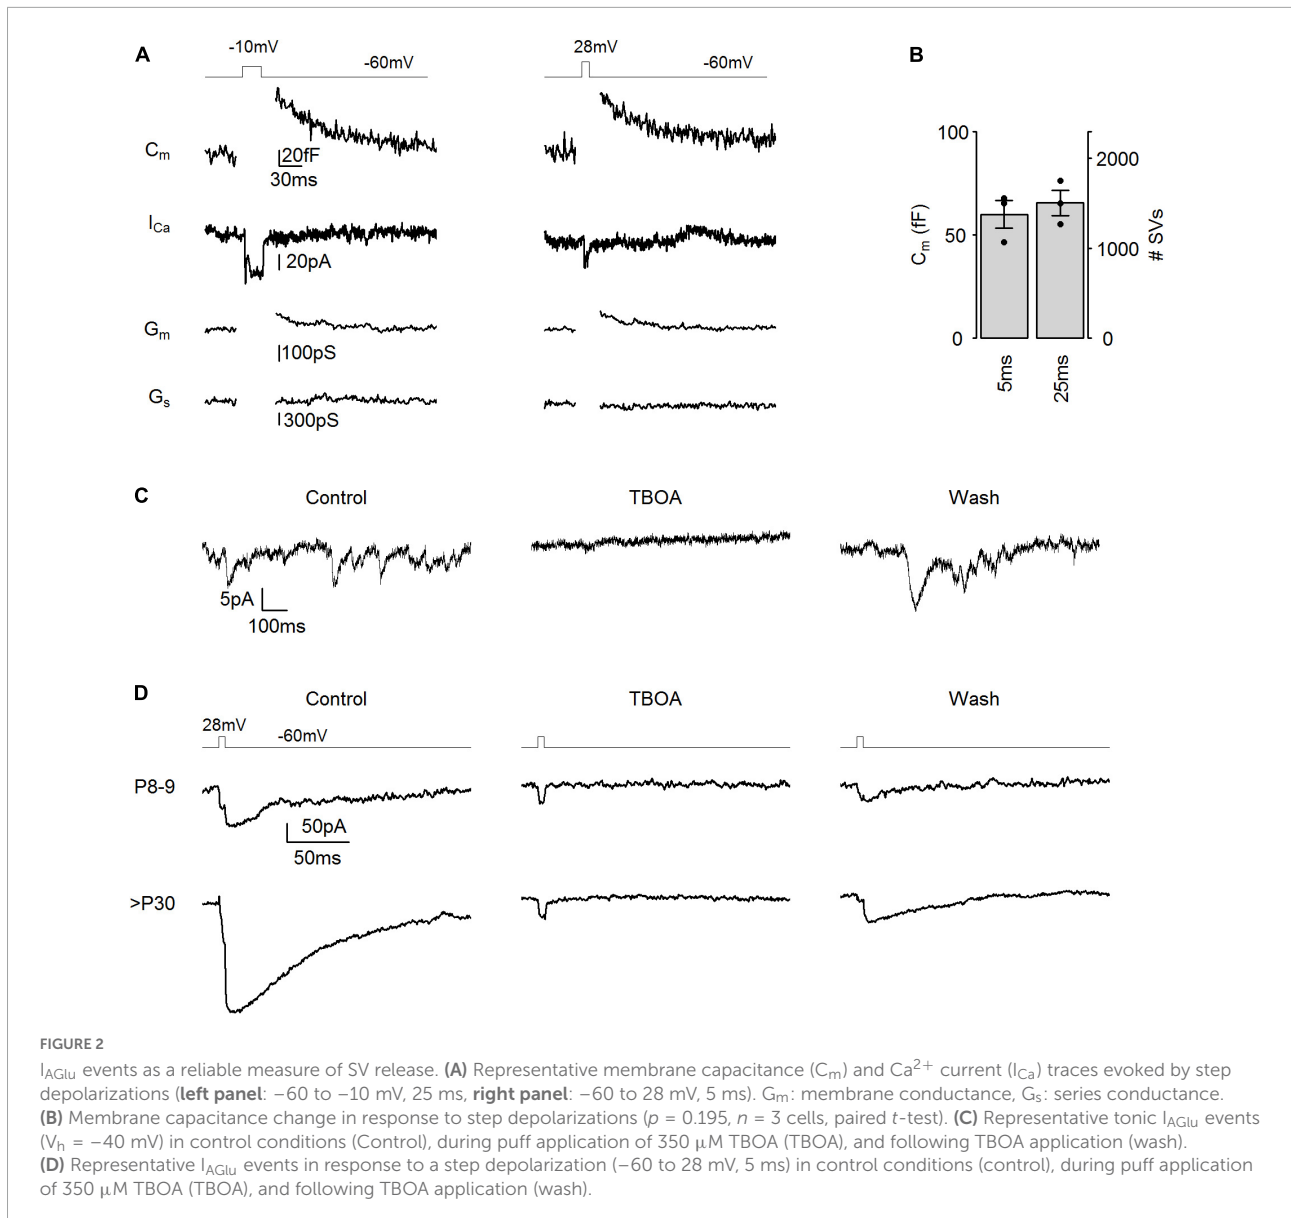 A
-10mV
-60mV
28mV
-60mV
Cm
20fF
30ms
ICa
20pA
Gm
100pS
Gs
300pS
B
100
50
0
Cm (fF)
2000
1000
0
# SVs
5ms
25ms
C
Control
TBOA
Wash
5pA
100ms
D
Control
TBOA
Wash
28mV
-60mV
P8-9
50pA
50ms
>P30
FIGURE 2
IAGlu events as a reliable measure of SV release. (A) Representative membrane capacitance (Cm) and Ca2+ current (ICa) traces evoked by step
depolarizations (left panel: −60 to −10 mV, 25 ms, right panel: −60 to 28 mV, 5 ms). Gm: membrane conductance, Gs: series conductance.
(B) Membrane capacitance change in response to step depolarizations (p = 0.195, n = 3 cells, paired t-test). (C) Representative tonic IAGlu events
(Vh = −40 mV) in control conditions (Control), during puff application of 350 μM TBOA (TBOA), and following TBOA application (wash).
(D) Representative IAGlu events in response to a step depolarization (−60 to 28 mV, 5 ms) in control conditions (control), during puff application
of 350 μM TBOA (TBOA), and following TBOA application (wash).